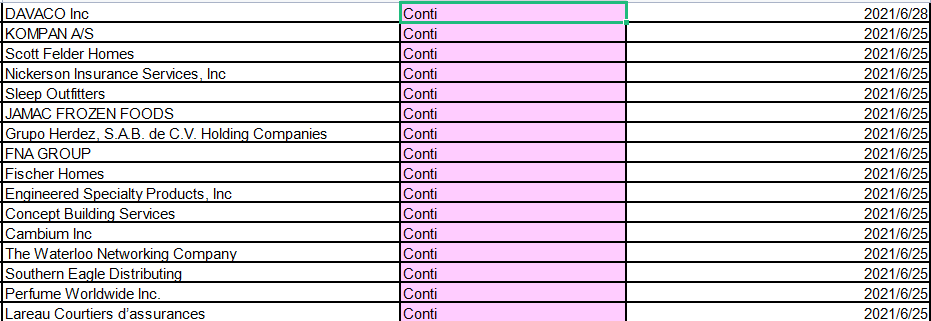 DAVACO Inc Conti 2021/6/28
KOMPAN A/S Conti 2021/6/25
Scott Felder Homes Conti 2021/6/25
Nickerson Insurance Services, Inc Conti 2021/6/25
Sleep Outfitters Conti 2021/6/25
JAMAC FROZEN FOODS Conti 2021/6/25
Grupo Herdez, S.A.B. de C.V. Holding Companies Conti 2021/6/25
FNA GROUP Conti 2021/6/25
Fischer Homes Conti 2021/6/25
Engineered Specialty Products, Inc Conti 2021/6/25
Concept Building Services Conti 2021/6/25
Cambium Inc Conti 2021/6/25
The Waterloo Networking Company Conti 2021/6/25
Southern Eagle Distributing Conti 2021/6/25
Perfume Worldwide Inc. Conti 2021/6/25
Lareau Courtiers d’assurances Conti 2021/6/25